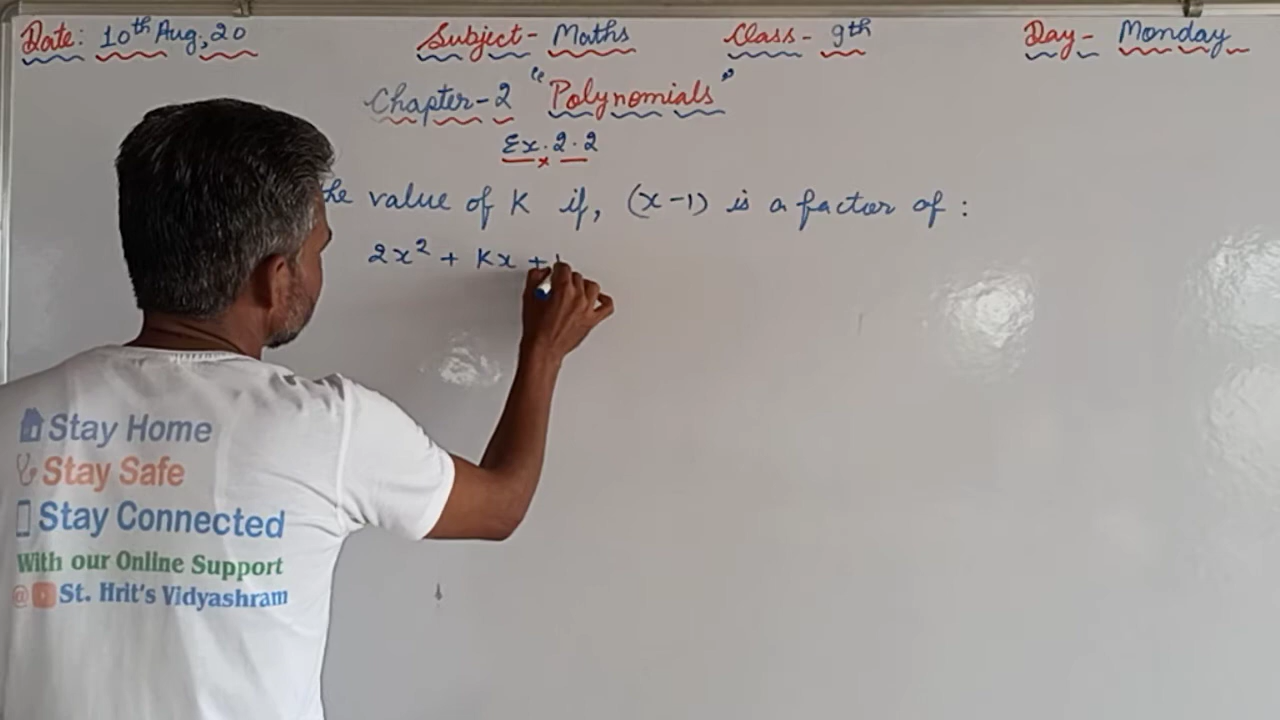 Date: 10th Aug, 20 Subject- Maths Class- 9th Day- Monday
Chapter-2 "Polynomials"
Ex. 2.2
the value of K if, (x-1) is a factor of :
2x² + Kx +
Stay Home
Stay Safe
Stay Connected
With our Online Support
@ St. Hrit's Vidyashram